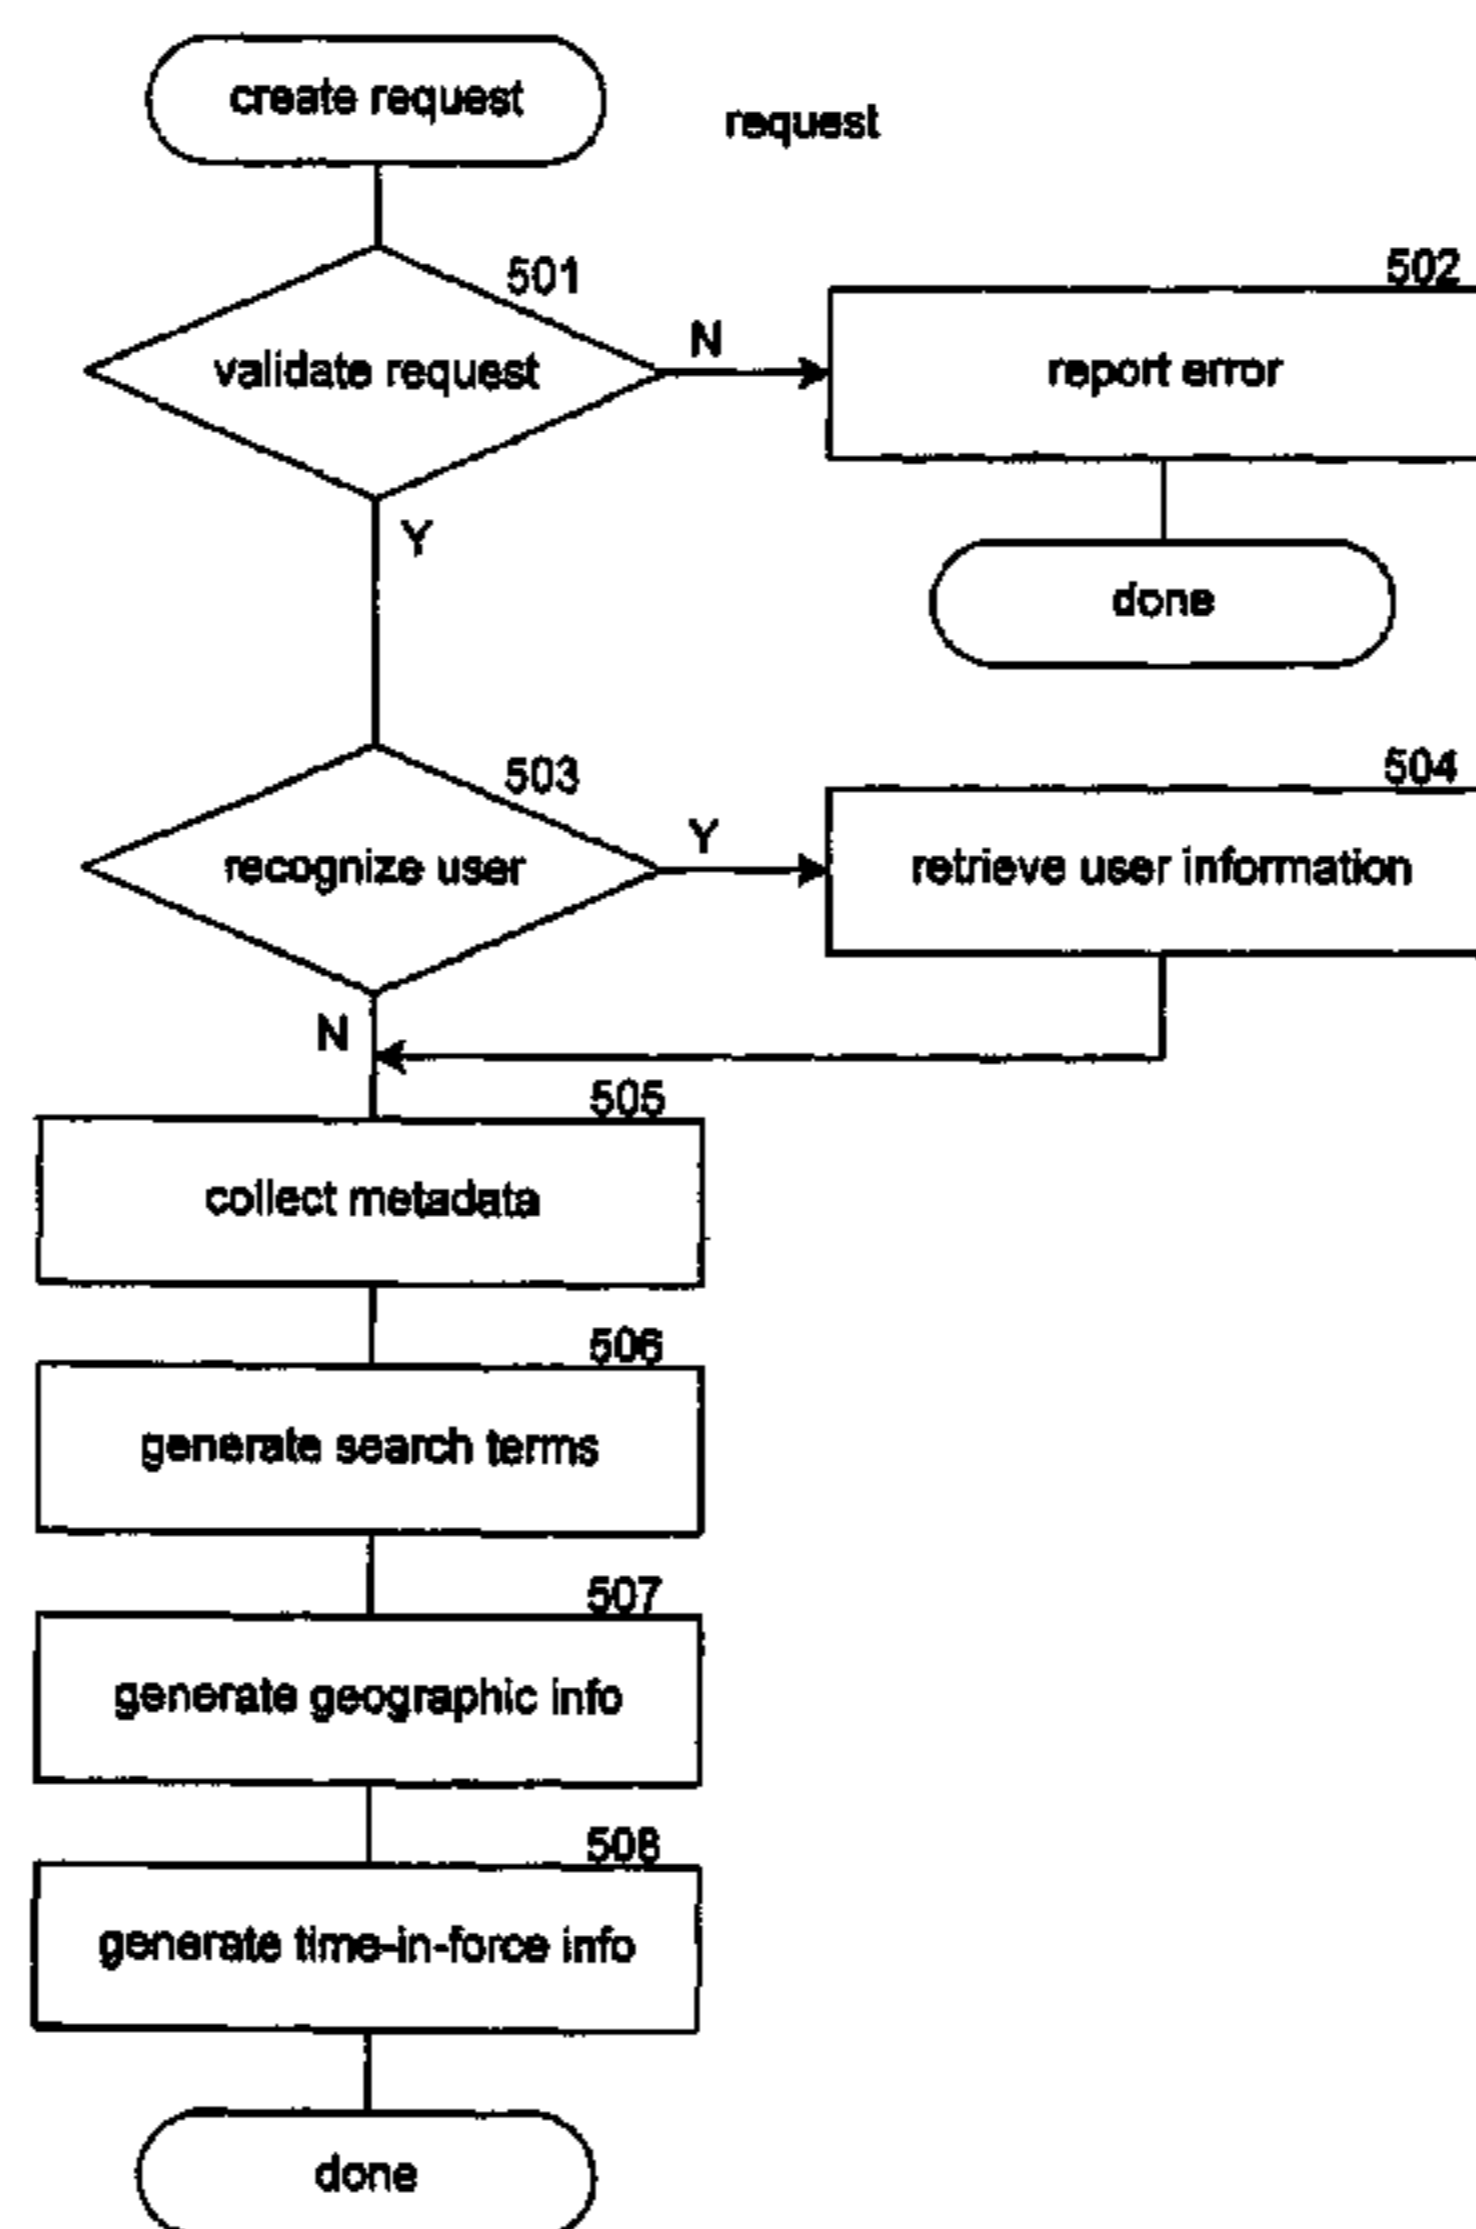 create request
request
501
validate request
N
502
report error
Y
done
503
recognize user
Y
504
retrieve user information
N
505
collect metadata
506
generate search terms
507
generate geographic info
508
generate time-in-force info
done